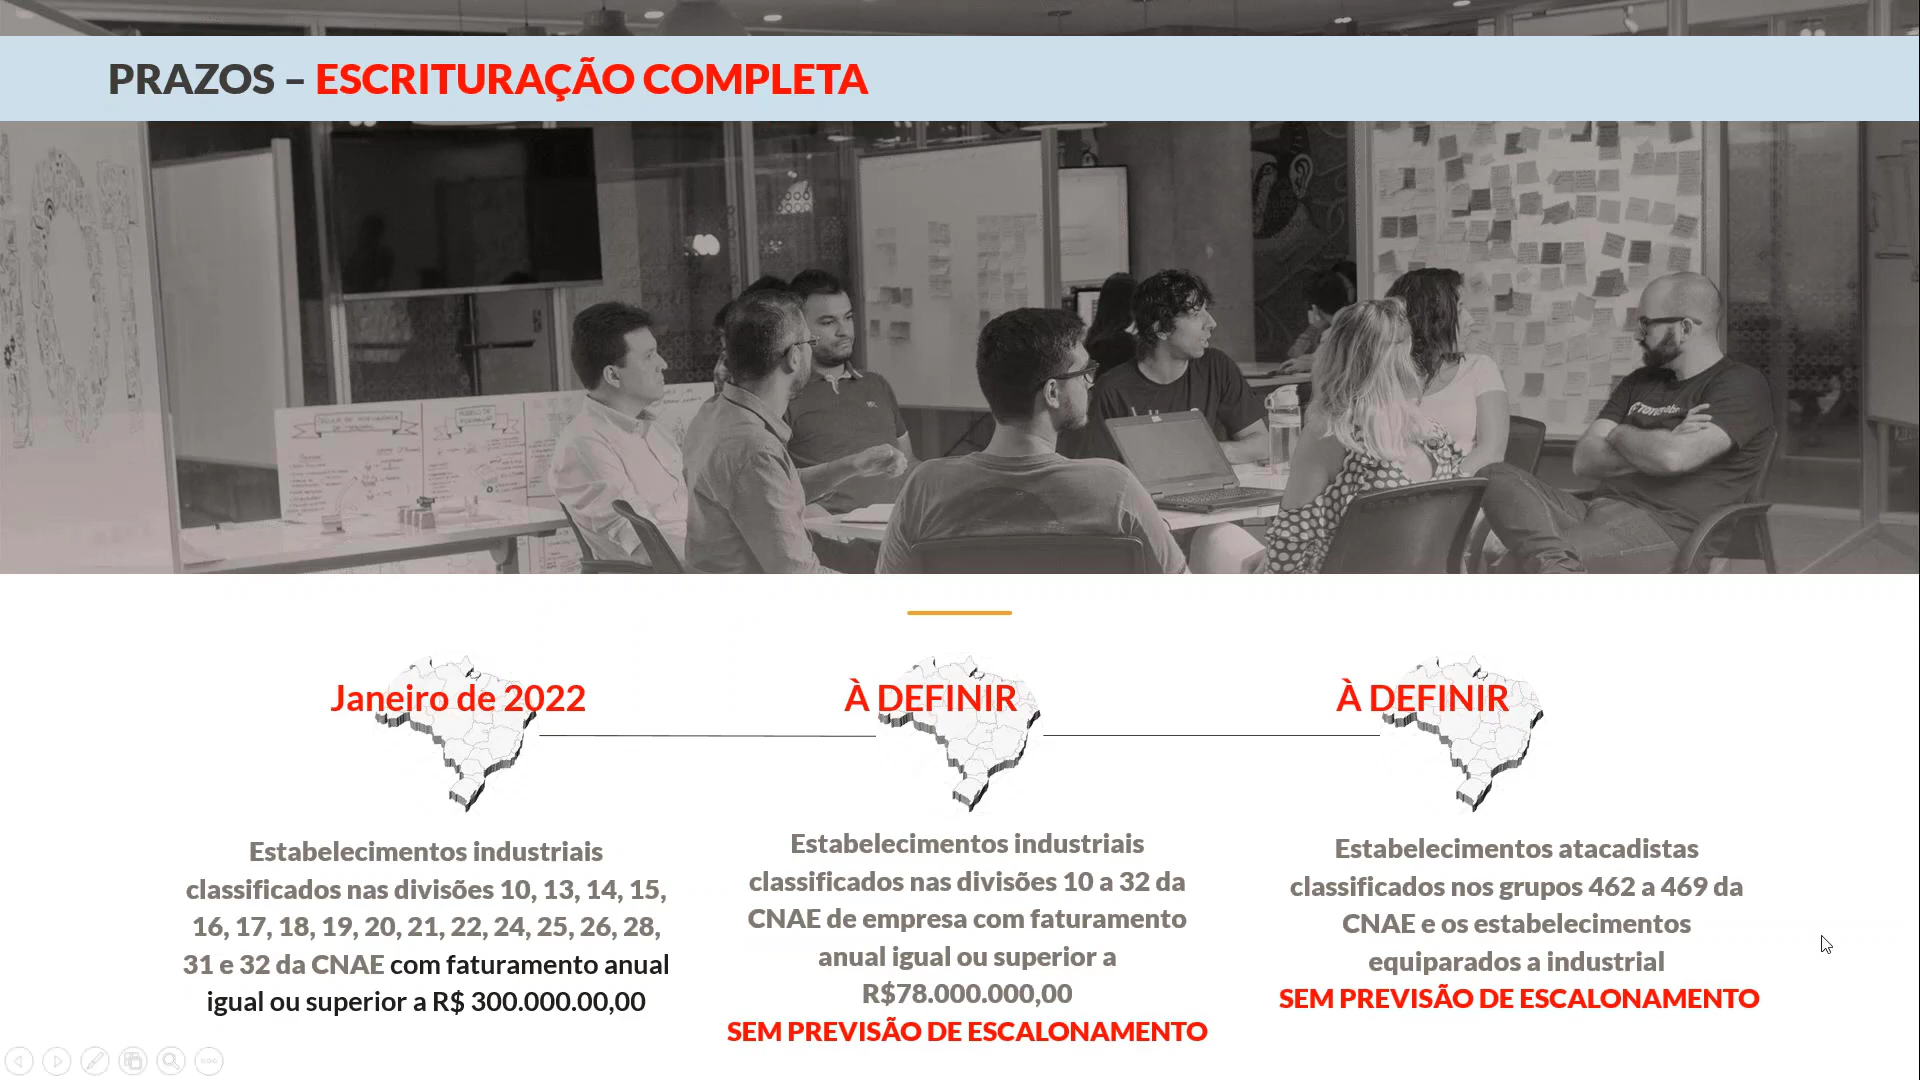 PRAZOS – ESCRITURAÇÃO COMPLETA
Janeiro de 2022
Estabelecimentos industriais
classificados nas divisões 10, 13, 14, 15,
16, 17, 18, 19, 20, 21, 22, 24, 25, 26, 28,
31 e 32 da CNAE com faturamento anual
igual ou superior a R$ 300.000.00,00
À DEFINIR
Estabelecimentos industriais
classificados nas divisões 10 a 32 da
CNAE de empresa com faturamento
anual igual ou superior a
R$78.000.000,00
SEM PREVISÃO DE ESCALONAMENTO
À DEFINIR
Estabelecimentos atacadistas
classificados nos grupos 462 a 469 da
CNAE e os estabelecimentos
equiparados a industrial
SEM PREVISÃO DE ESCALONAMENTO